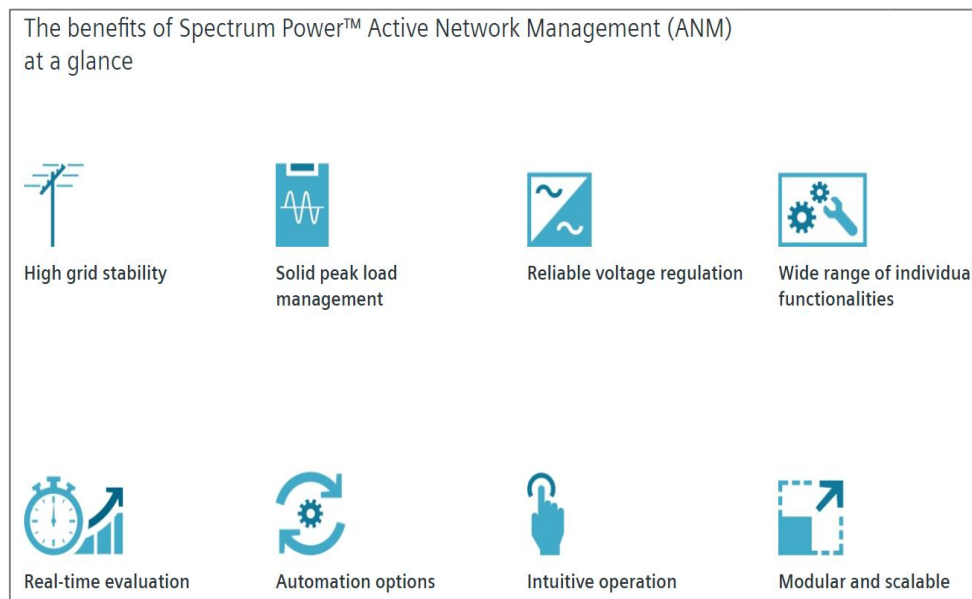 The benefits of Spectrum Power™ Active Network Management (ANM)
at a glance
High grid stability
Solid peak load
management
Reliable voltage regulation
Wide range of individual
functionalities
Real-time evaluation
Automation options
Intuitive operation
Modular and scalable